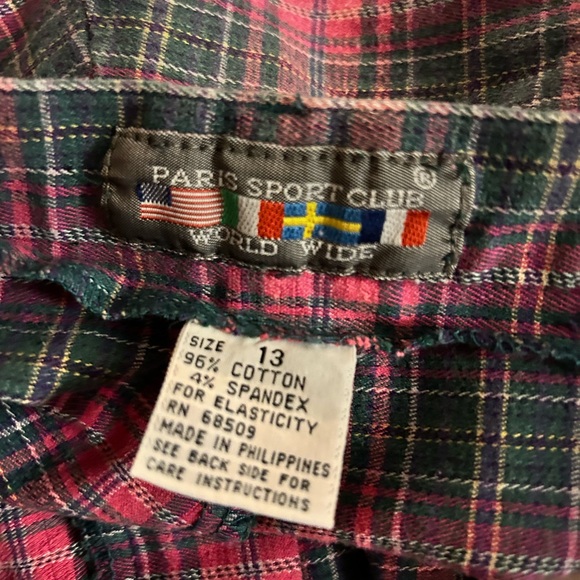 PARIS SPORT CLUB ®
WORLD WIDE
SIZE 13
96% COTTON
4% SPANDEX
FOR ELASTICITY
RN 68509
MADE IN PHILIPPINES
SEE BACK SIDE FOR
CARE INSTRUCTIONS